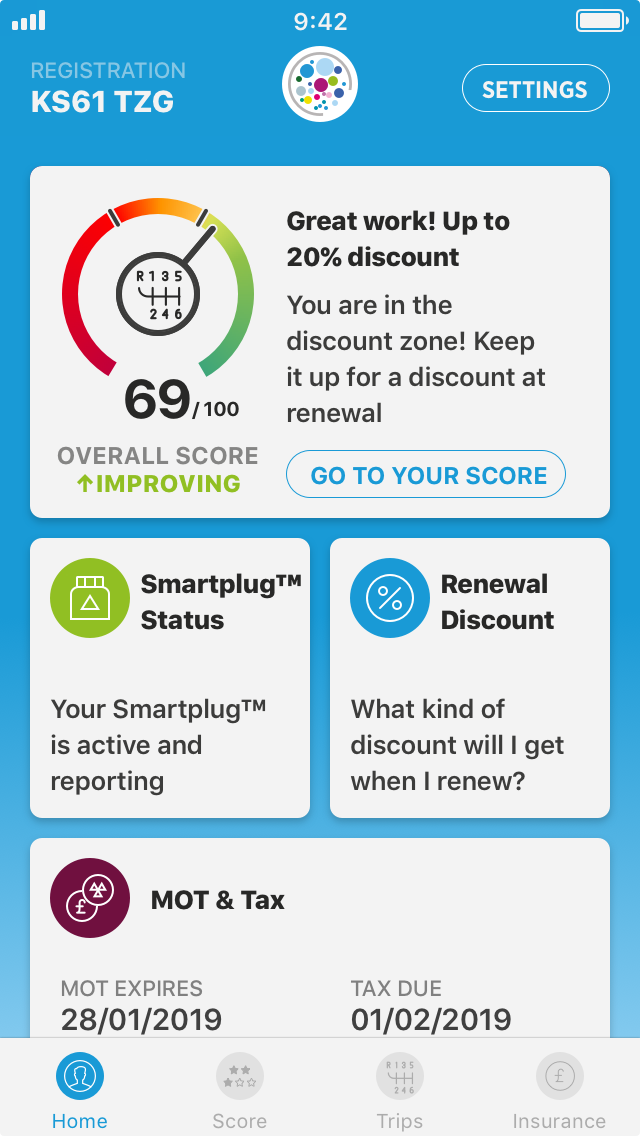 9:42
REGISTRATION
KS61 TZG
SETTINGS
R 1 3 5
2 4 6
69/ 100
OVERALL SCORE
↑IMPROVING
Great work! Up to
20% discount
You are in the
discount zone! Keep
it up for a discount at
renewal
GO TO YOUR SCORE
Smartplug™
Status
Your Smartplug™
is active and
reporting
%
Renewal
Discount
What kind of
discount will I get
when I renew?
£
MOT & Tax
MOT EXPIRES
28/01/2019
TAX DUE
01/02/2019
Home
Score
R 1 3 5
2 4 6
Trips
£
Insurance